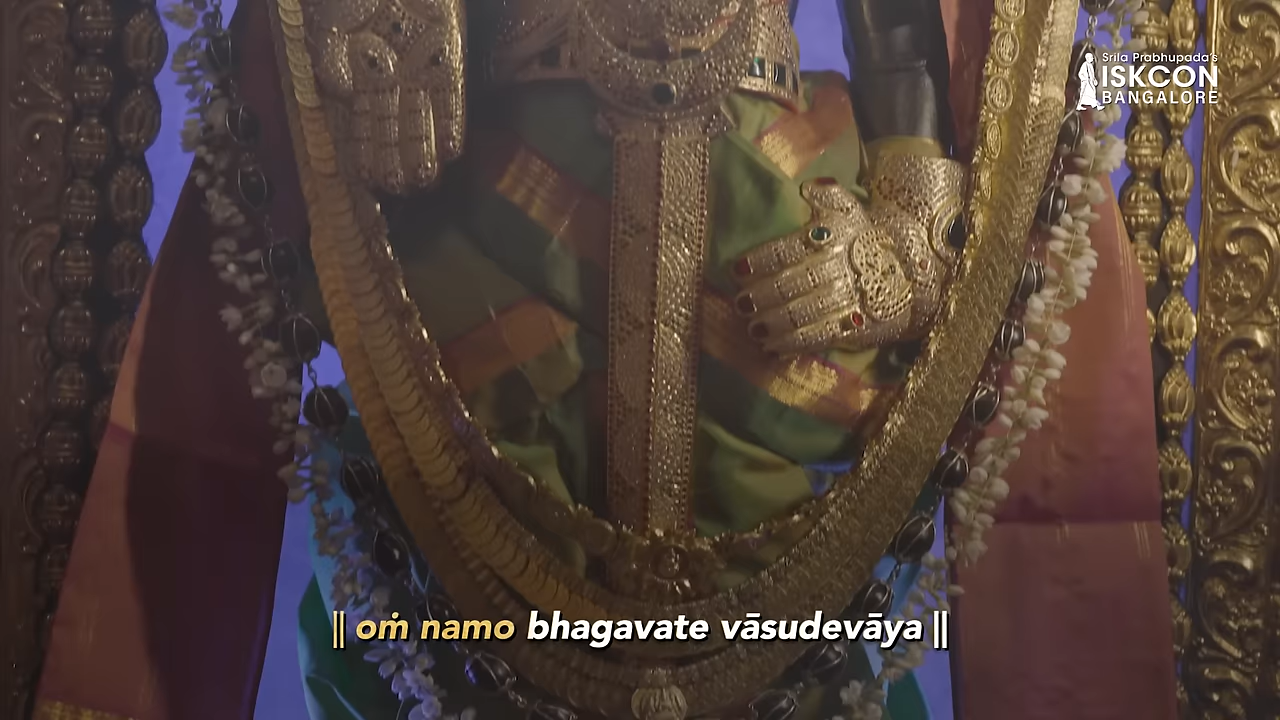 Srila Prabhupada's
ISKCON
BANGALORE
|| oṁ namo bhagavate vāsudevāya ||